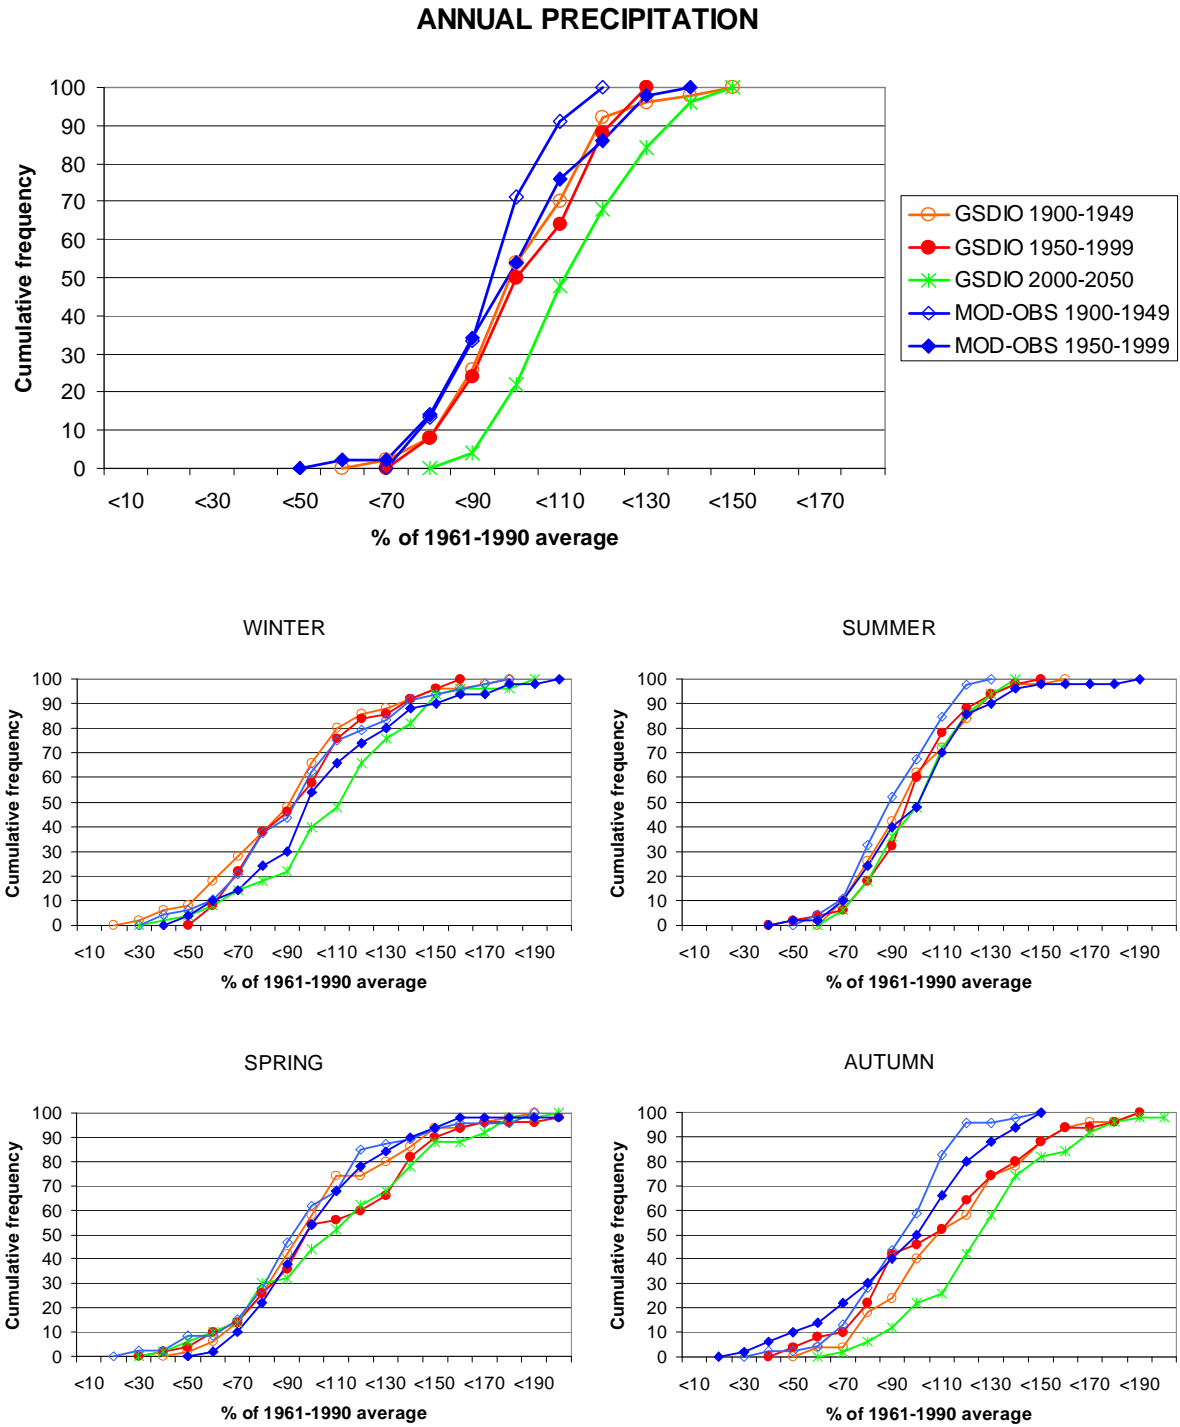 ANNUAL PRECIPITATION
100
90
80
70
60
50
40
30
20
10
0
Cumulative frequency
<10 <30 <50 <70 <90 <110 <130 <150 <170
% of 1961-1990 average
GSDIO 1900-1949
GSDIO 1950-1999
GSDIO 2000-2050
MOD-OBS 1900-1949
MOD-OBS 1950-1999
WINTER
100
90
80
70
60
50
40
30
20
10
0
Cumulative frequency
<10 <30 <50 <70 <90 <110 <130 <150 <170 <190
% of 1961-1990 average
SUMMER
100
90
80
70
60
50
40
30
20
10
0
Cumulative frequency
<10 <30 <50 <70 <90 <110 <130 <150 <170 <190
% of 1961-1990 average
SPRING
100
90
80
70
60
50
40
30
20
10
0
Cumulative frequency
<10 <30 <50 <70 <90 <110 <130 <150 <170 <190
% of 1961-1990 average
AUTUMN
100
90
80
70
60
50
40
30
20
10
0
Cumulative frequency
<10 <30 <50 <70 <90 <110 <130 <150 <170 <190
% of 1961-1990 average